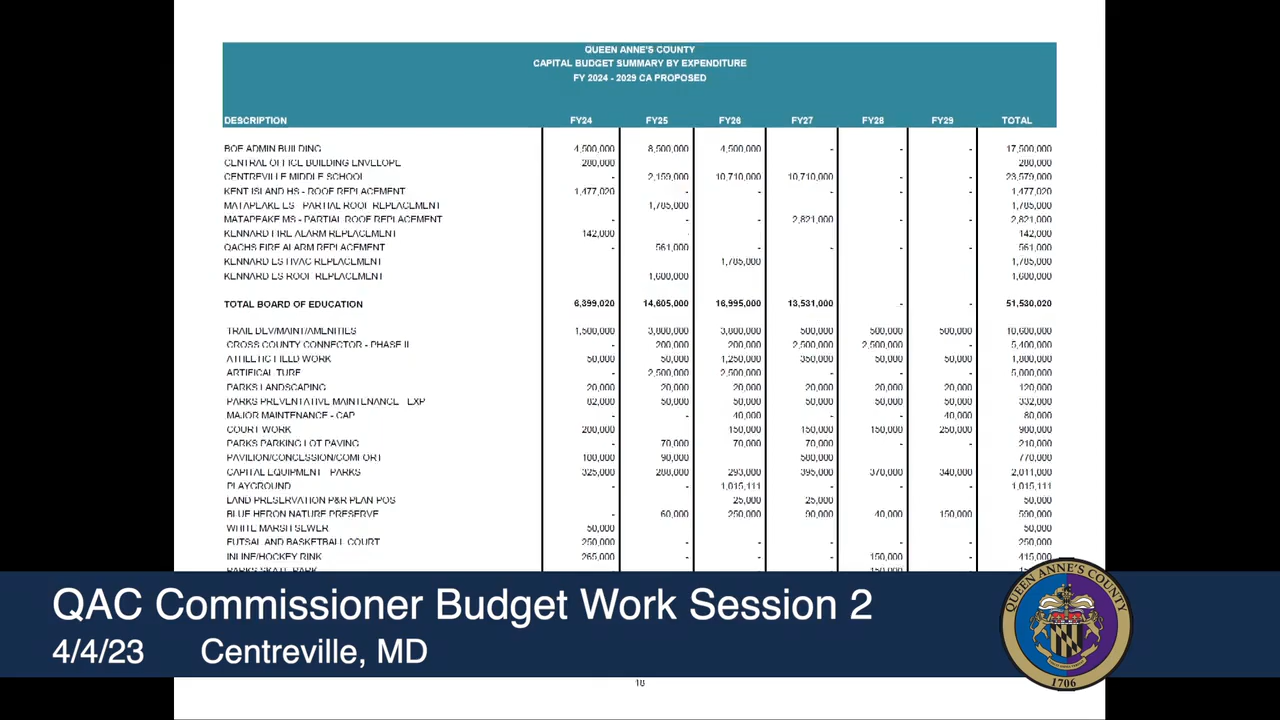 QUEEN ANNE'S COUNTY
CAPITAL BUDGET SUMMARY BY EXPENDITURE
FY 2024 - 2029 CA PROPOSED
DESCRIPTION FY24 FY25 FY26 FY27 FY28 FY29 TOTAL
BOE ADMIN BUILDING 4,500,000 8,500,000 4,500,000 - - - 17,500,000
CENTRAL OFFICE BUILDING ENVELOPE 280,000 - - 280,000
CENTREVILLE MIDDLE SCHOOL - 2,159,000 10,710,000 10,710,000 - - 23,579,000
KENT ISLAND HS - ROOF REPLACEMENT 1,477,020 - - - - - 1,477,020
MATAPEAKE ES - PARTIAL ROOF REPLACEMENT 1,785,000 1,785,000
MATAPEAKE MS - PARTIAL ROOF REPLACEMENT - - - 2,821,000 - - 2,821,000
KENNARD FIRE ALARM REPLACEMENT 142,000 - 142,000
QACHS FIRE ALARM REPLACEMENT - 561,000 - - - - 561,000
KENNARD ES HVAC REPLACEMENT 1,785,000 1,785,000
KENNARD ES ROOF REPLACEMENT 1,600,000 1,600,000
TOTAL BOARD OF EDUCATION 6,399,020 14,605,000 16,995,000 13,531,000 - - 51,530,020
TRAIL DEV/MAINT/AMENITIES 1,500,000 3,800,000 3,800,000 500,000 500,000 500,000 10,600,000
CROSS COUNTY CONNECTOR - PHASE II - 200,000 200,000 2,500,000 2,500,000 - 5,400,000
ATHLETIC FIELD WORK 50,000 50,000 1,250,000 350,000 50,000 50,000 1,800,000
ARTIFICAL TURF - 2,500,000 2,500,000 - - - 5,000,000
PARKS LANDSCAPING 20,000 20,000 20,000 20,000 20,000 20,000 120,000
PARKS PREVENTATIVE MAINTENANCE - EXP 82,000 50,000 50,000 50,000 50,000 50,000 332,000
MAJOR MAINTENANCE - CAP - - 40,000 - - 40,000 80,000
COURT WORK 200,000 150,000 150,000 150,000 250,000 900,000
PARKS PARKING LOT PAVING - 70,000 70,000 70,000 - - 210,000
PAVILION/CONCESSION/COMFORT 100,000 90,000 500,000 770,000
CAPITAL EQUIPMENT - PARKS 325,000 288,000 293,000 395,000 370,000 340,000 2,011,000
PLAYGROUND - - 1,015,111 - - - 1,015,111
LAND PRESERVATION P&R PLAN POS 25,000 25,000 50,000
BLUE HERON NATURE PRESERVE - 60,000 250,000 90,000 40,000 150,000 590,000
WHITE MARSH SEWER 50,000 50,000
FUTSAL AND BASKETBALL COURT 250,000 - - - - - 250,000
INLINE/HOCKEY RINK 265,000 - - - 150,000 - 415,000
PARKS SKATE PARK 150,000
QAC Commissioner Budget Work Session 2
4/4/23 Centreville, MD
QUEEN ANNE'S COUNTY
1706
18